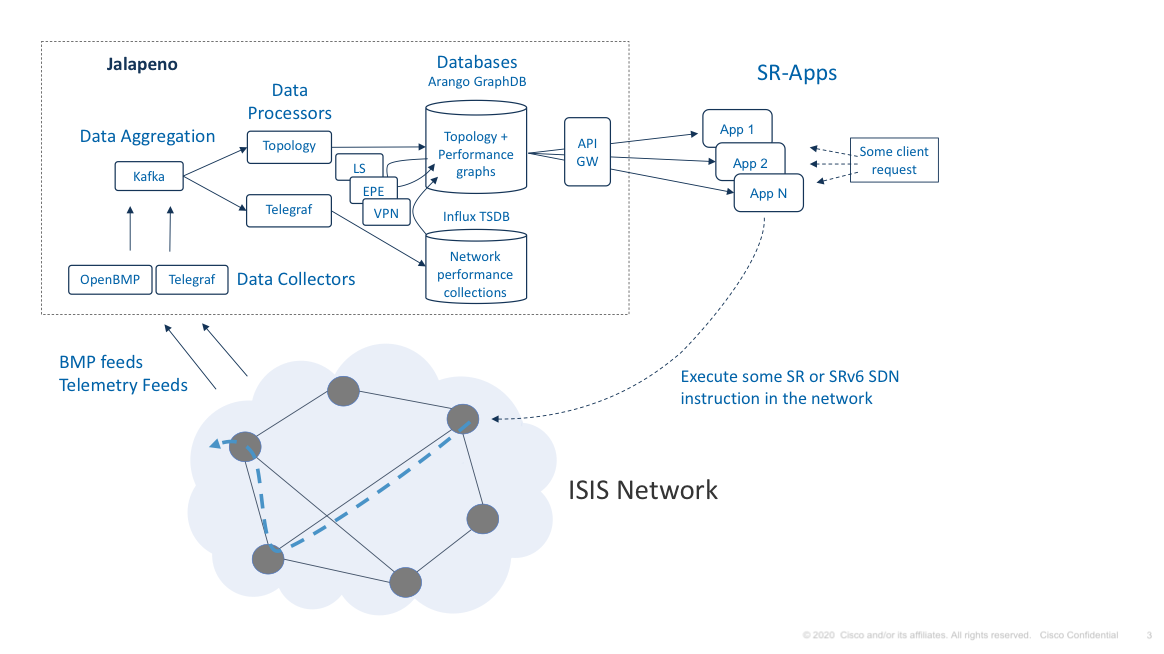 Jalapeno
Databases
Arango GraphDB
SR-Apps
Data
Processors
Data Aggregation
Topology
Kafka
Telegraf
LS
EPE
VPN
Topology +
Performance
graphs
API
GW
App 1
App 2
App N
Some client
request
Influx TSDB
Network
performance
collections
OpenBMP
Telegraf
Data Collectors
BMP feeds
Telemetry Feeds
Execute some SR or SRv6 SDN
instruction in the network
ISIS Network
© 2020 Cisco and/or its affiliates. All rights reserved. Cisco Confidential
3